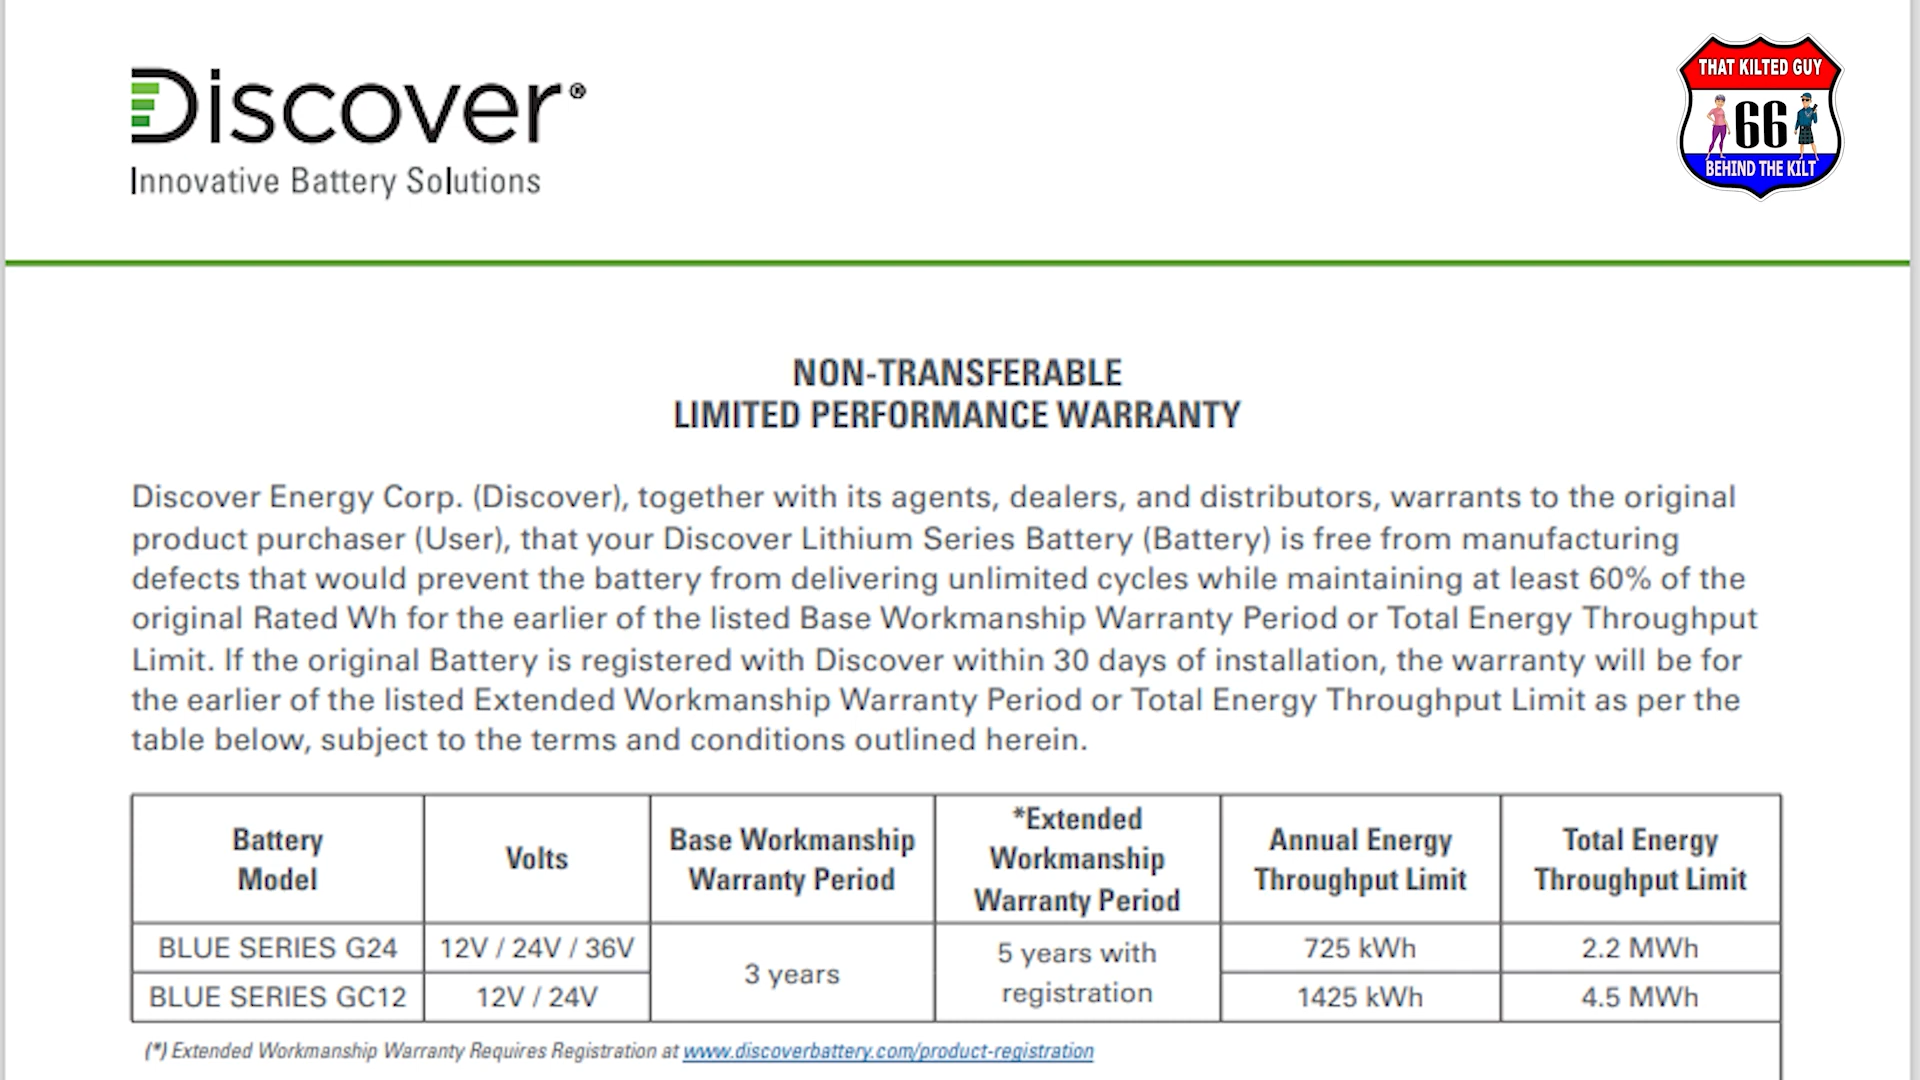 Discover®
Innovative Battery Solutions
THAT KILTED GUY
66
BEHIND THE KILT
NON-TRANSFERABLE
LIMITED PERFORMANCE WARRANTY
Discover Energy Corp. (Discover), together with its agents, dealers, and distributors, warrants to the original
product purchaser (User), that your Discover Lithium Series Battery (Battery) is free from manufacturing
defects that would prevent the battery from delivering unlimited cycles while maintaining at least 60% of the
original Rated Wh for the earlier of the listed Base Workmanship Warranty Period or Total Energy Throughput
Limit. If the original Battery is registered with Discover within 30 days of installation, the warranty will be for
the earlier of the listed Extended Workmanship Warranty Period or Total Energy Throughput Limit as per the
table below, subject to the terms and conditions outlined herein.
Battery
Model
Volts
Base Workmanship
Warranty Period
*Extended
Workmanship
Warranty Period
Annual Energy
Throughput Limit
Total Energy
Throughput Limit
BLUE SERIES G24
12V / 24V / 36V
3 years
5 years with
registration
725 kWh
2.2 MWh
BLUE SERIES GC12
12V / 24V
1425 kWh
4.5 MWh
(*) Extended Workmanship Warranty Requires Registration at www.discoverbattery.com/product-registration